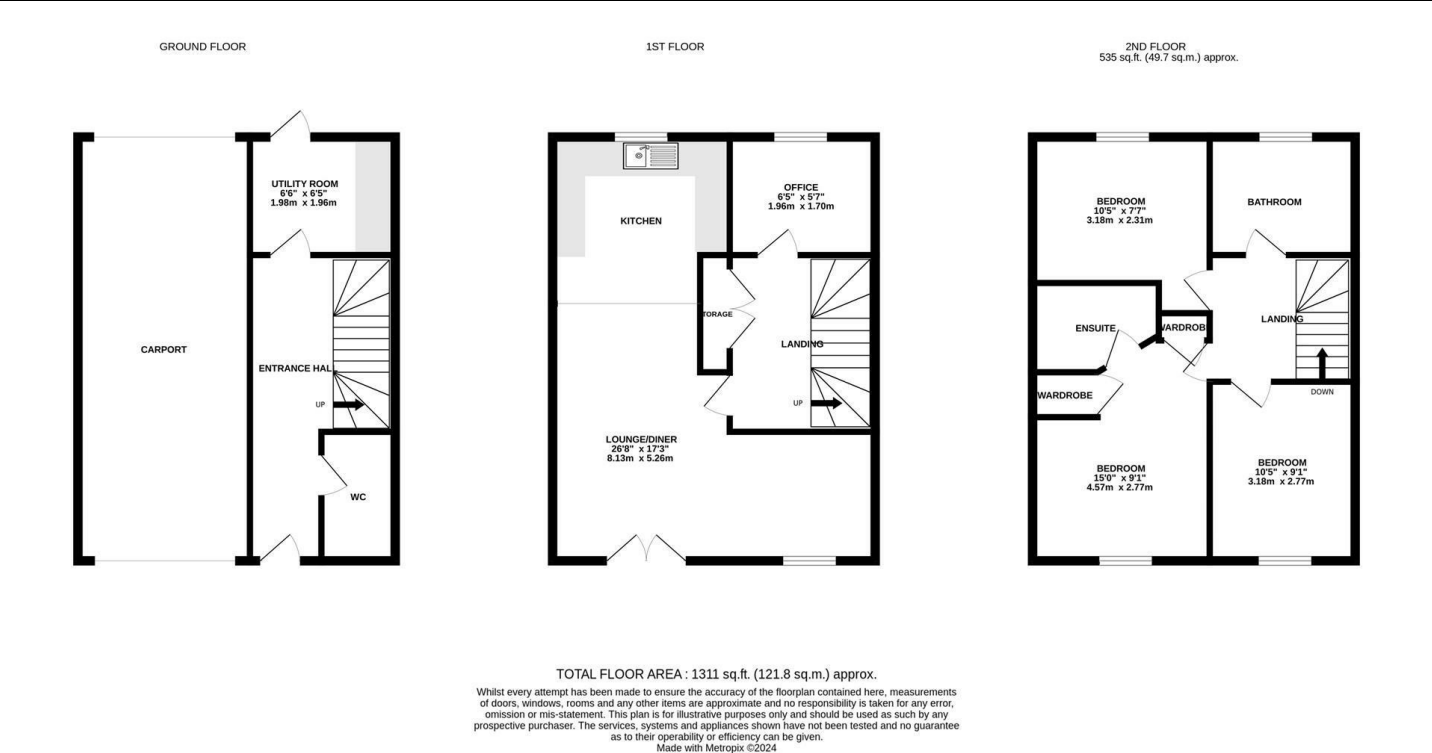 GROUND FLOOR
1ST FLOOR
2ND FLOOR
535 sq.ft. (49.7 sq.m.) approx.
UTILITY ROOM
6'6" x 6'5"
1.98m x 1.96m
CARPORT
ENTRANCE HAL
UP
WC
KITCHEN
OFFICE
6'5" x 5'7"
1.96m x 1.70m
TORAGE
LANDING
UP
LOUNGE/DINER
26'8" x 17'3"
8.13m x 5.26m
BEDROOM
10'5" x 7'7"
3.18m x 2.31m
BATHROOM
ENSUITE
WARDROB
LANDING
WARDROBE
DOWN
BEDROOM
15'0" x 9'1"
4.57m x 2.77m
BEDROOM
10'5" x 9'1"
3.18m x 2.77m
TOTAL FLOOR AREA : 1311 sq.ft. (121.8 sq.m.) approx.
Whilst every attempt has been made to ensure the accuracy of the floorplan contained here, measurements
of doors, windows, rooms and any other items are approximate and no responsibility is taken for any error,
omission or mis-statement. This plan is for illustrative purposes only and should be used as such by any
prospective purchaser. The services, systems and appliances shown have not been tested and no guarantee
as to their operability or efficiency can be given.
Made with Metropix ©2024